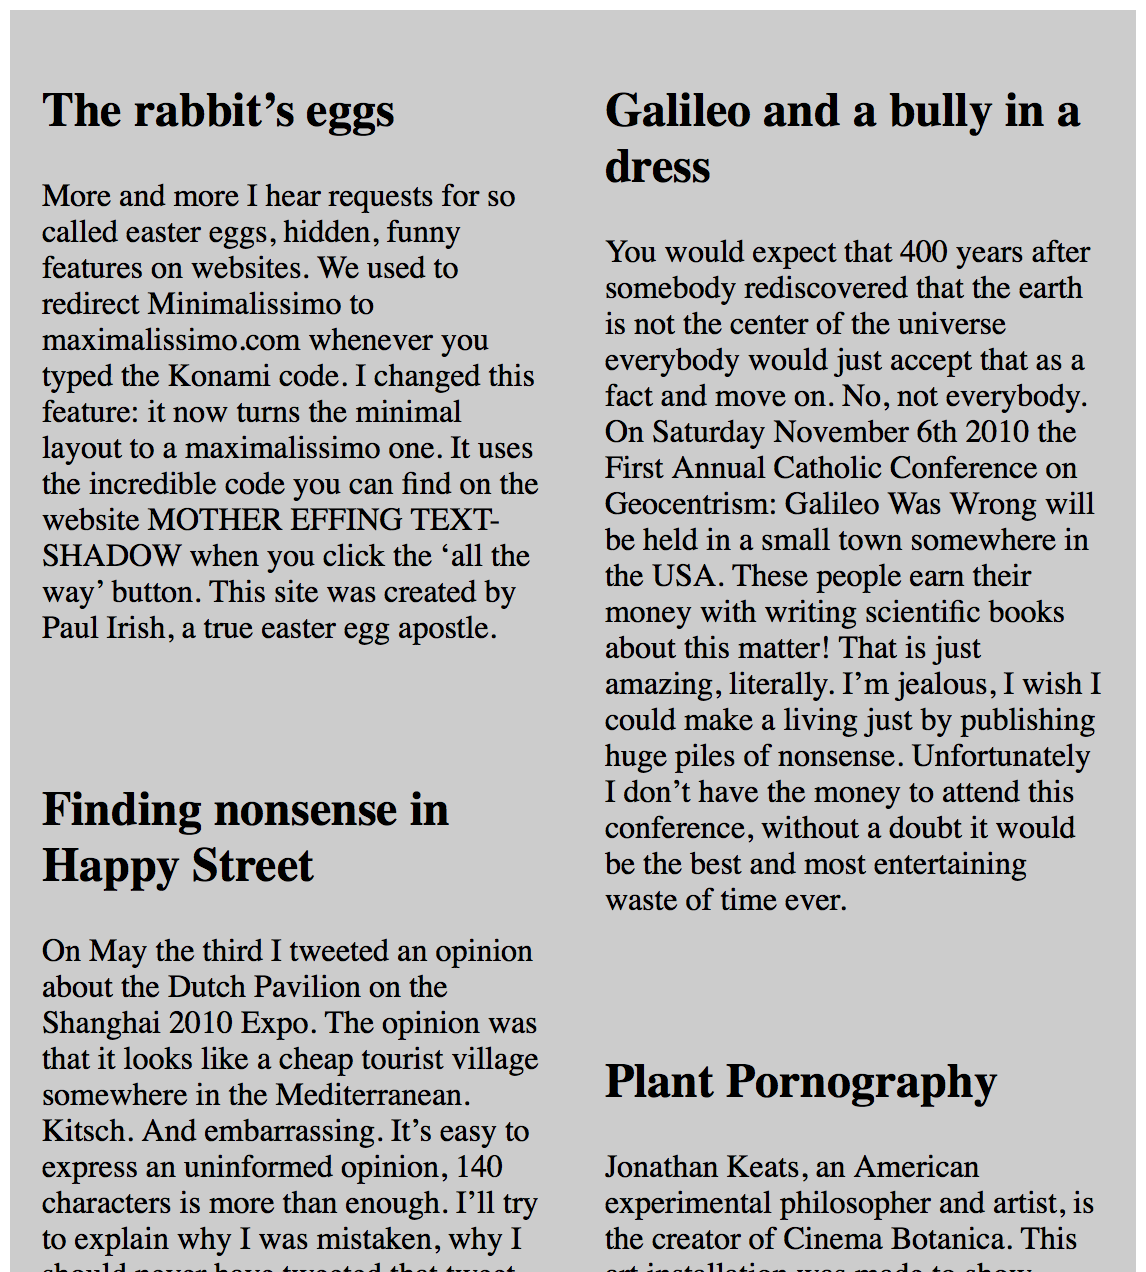 The rabbit’s eggs
More and more I hear requests for so
called easter eggs, hidden, funny
features on websites. We used to
redirect Minimalissimo to
maximalissimo.com whenever you
typed the Konami code. I changed this
feature: it now turns the minimal
layout to a maximalissimo one. It uses
the incredible code you can find on the
website MOTHER EFFING TEXT-
SHADOW when you click the ‘all the
way’ button. This site was created by
Paul Irish, a true easter egg apostle.
Finding nonsense in
Happy Street
On May the third I tweeted an opinion
about the Dutch Pavilion on the
Shanghai 2010 Expo. The opinion was
that it looks like a cheap tourist village
somewhere in the Mediterranean.
Kitsch. And embarrassing. It’s easy to
express an uninformed opinion, 140
characters is more than enough. I’ll try
to explain why I was mistaken, why I
should never have tweeted that tweet
Galileo and a bully in a
dress
You would expect that 400 years after
somebody rediscovered that the earth
is not the center of the universe
everybody would just accept that as a
fact and move on. No, not everybody.
On Saturday November 6th 2010 the
First Annual Catholic Conference on
Geocentrism: Galileo Was Wrong will
be held in a small town somewhere in
the USA. These people earn their
money with writing scientific books
about this matter! That is just
amazing, literally. I’m jealous, I wish I
could make a living just by publishing
huge piles of nonsense. Unfortunately
I don’t have the money to attend this
conference, without a doubt it would
be the best and most entertaining
waste of time ever.
Plant Pornography
Jonathan Keats, an American
experimental philosopher and artist, is
the creator of Cinema Botanica. This
art installation was made to show